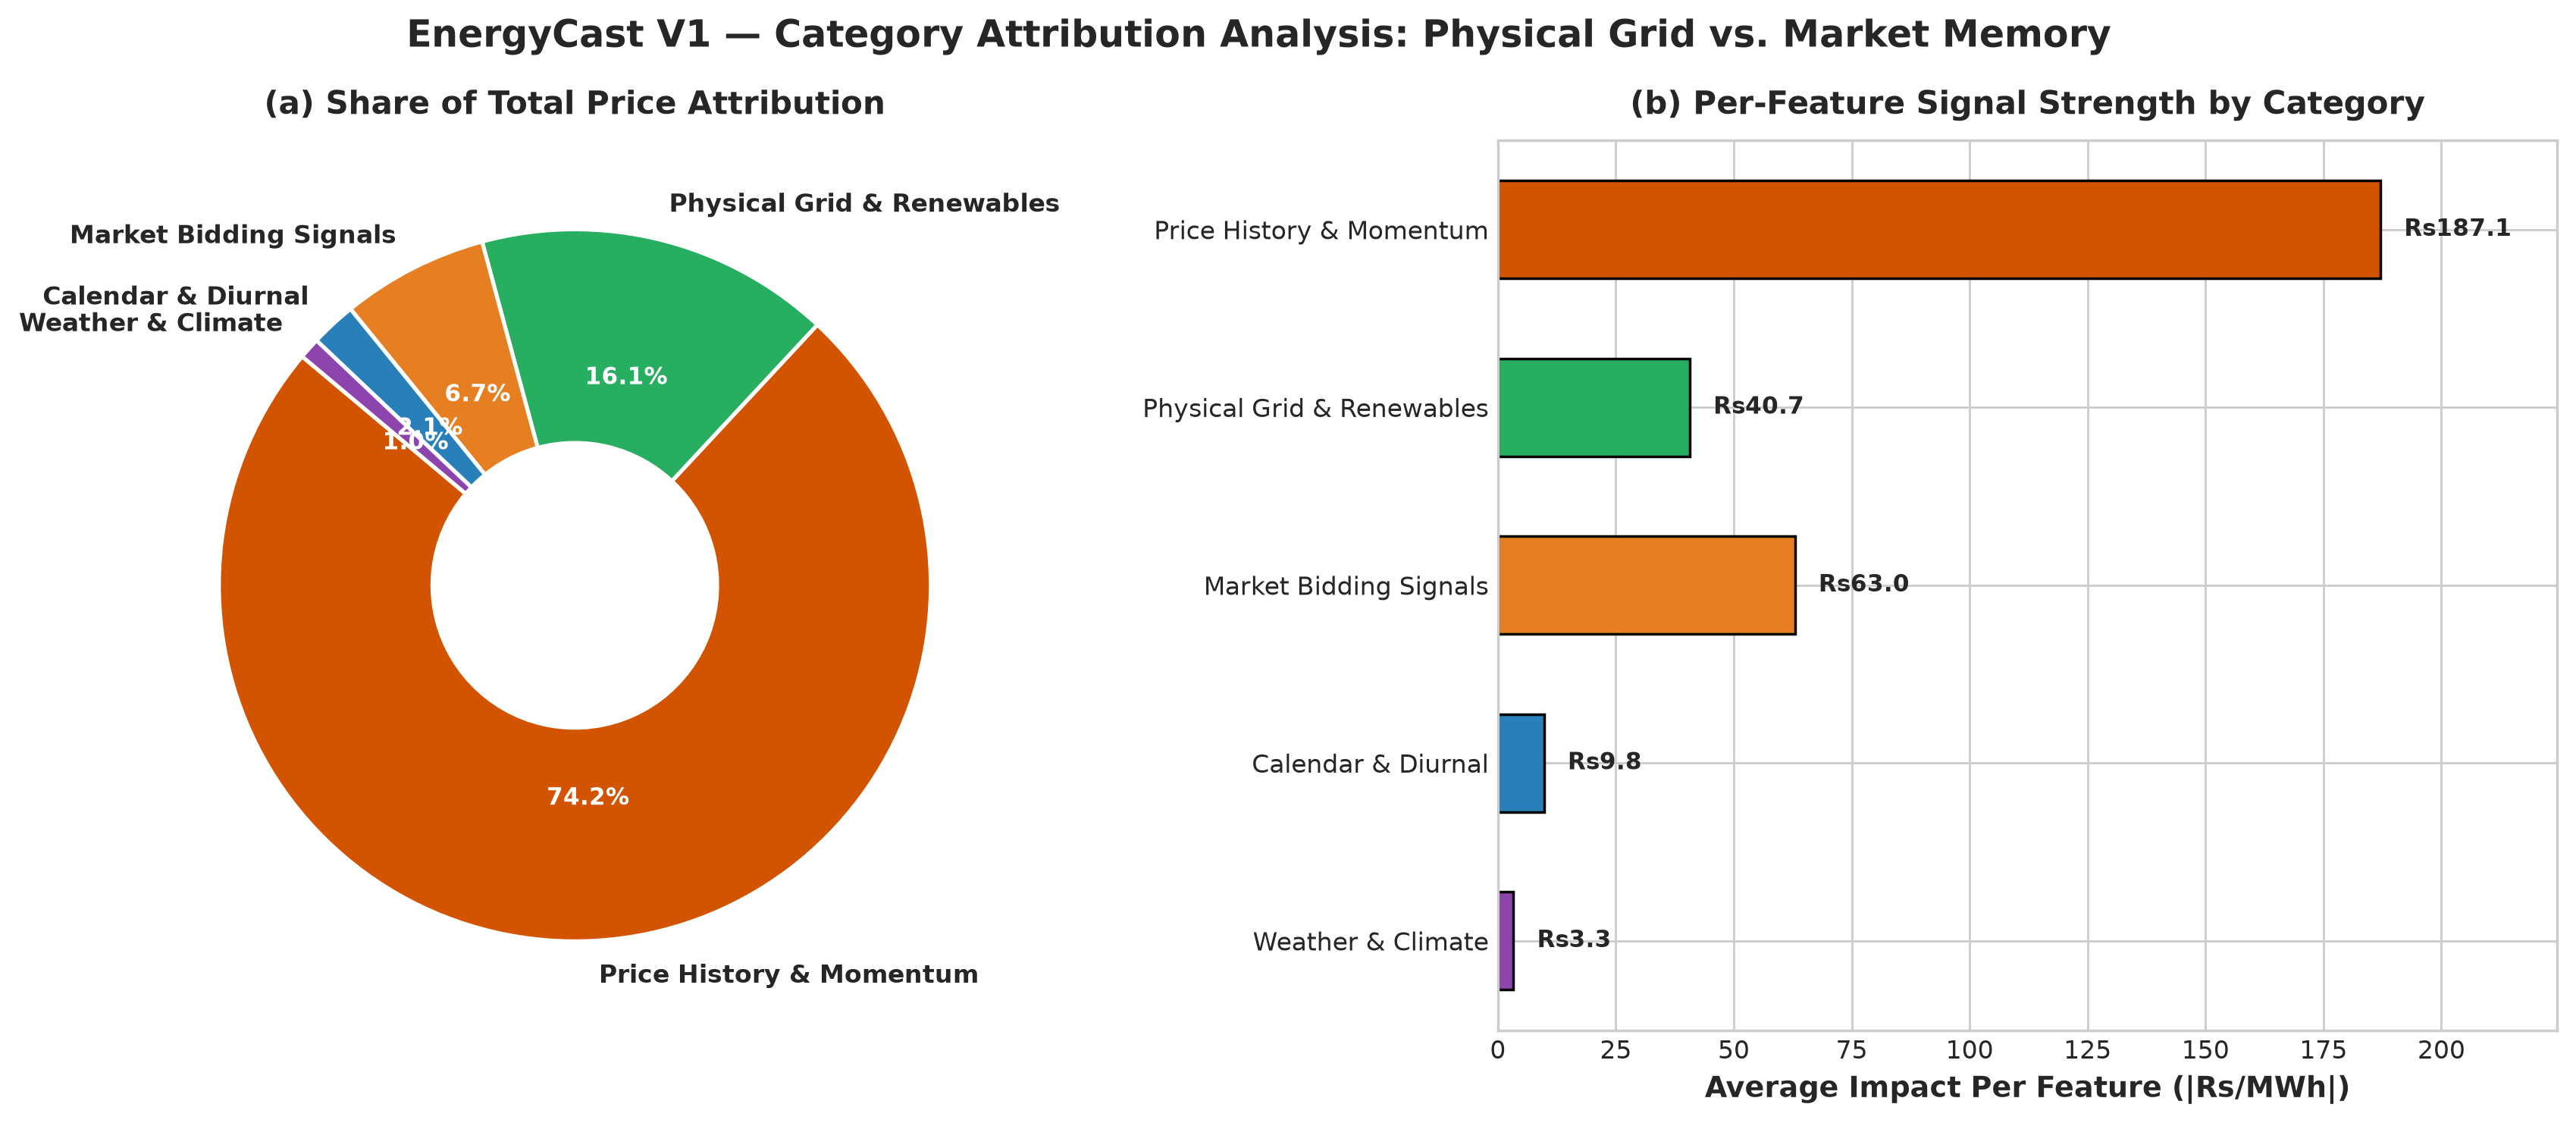 EnergyCast V1 — Category Attribution Analysis: Physical Grid vs. Market Memory
(a) Share of Total Price Attribution
Physical Grid & Renewables
Market Bidding Signals
Calendar & Diurnal
Weather & Climate
16.1%
6.7%
2.1%
1.0%
74.2%
Price History & Momentum
(b) Per-Feature Signal Strength by Category
Price History & Momentum
Rs187.1
Physical Grid & Renewables
Rs40.7
Market Bidding Signals
Rs63.0
Calendar & Diurnal
Rs9.8
Weather & Climate
Rs3.3
0 25 50 75 100 125 150 175 200
Average Impact Per Feature (|Rs/MWh|)